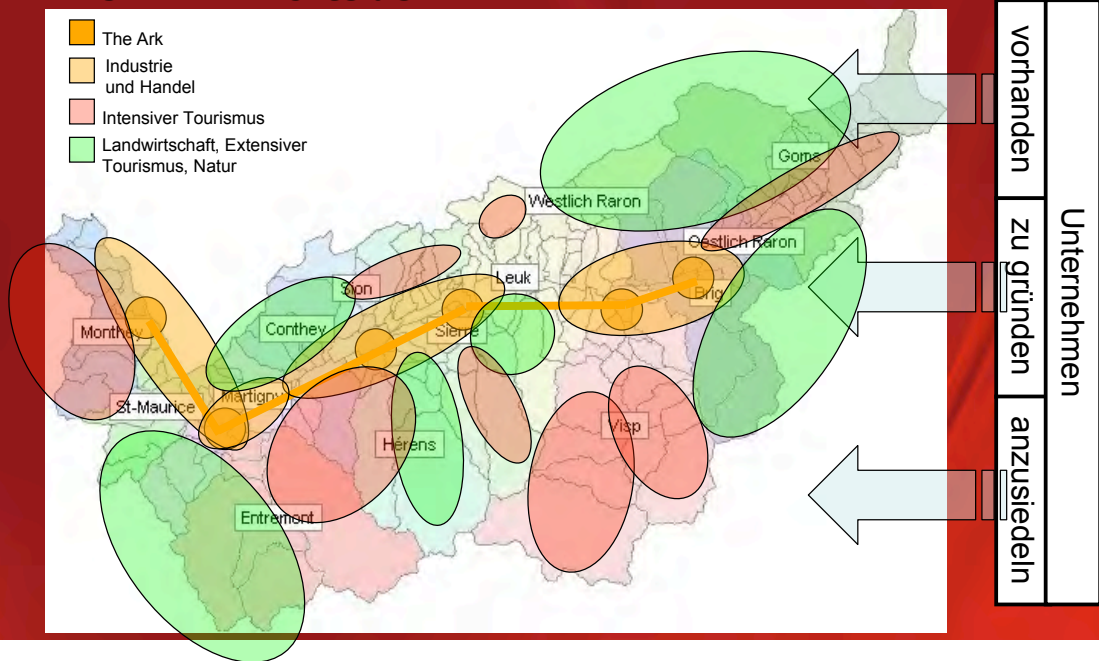 The Ark
Industrie
und Handel
Intensiver Tourismus
Landwirtschaft, Extensiver
Tourismus, Natur
Goms
Westlich Raron
Oestlich Raron
Leuk
Sion
Brig
Conthey
Sierre
Monthey
Martigny
St-Maurice
Visp
Hérens
Entremont
Unternehmen
vorhanden
zu gründen
anzusiedeln